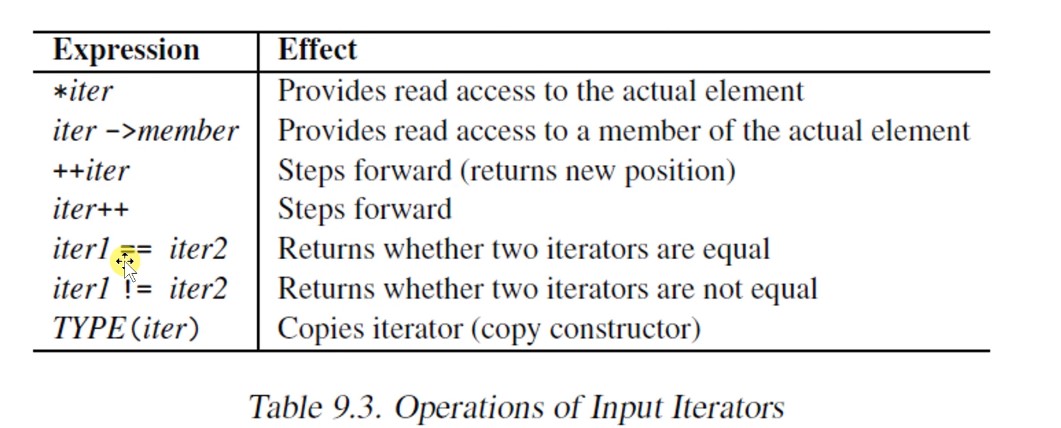 Expression Effect
*iter Provides read access to the actual element
iter ->member Provides read access to a member of the actual element
++iter Steps forward (returns new position)
iter++ Steps forward
iter1 == iter2 Returns whether two iterators are equal
iter1 != iter2 Returns whether two iterators are not equal
TYPE(iter) Copies iterator (copy constructor)
Table 9.3. Operations of Input Iterators